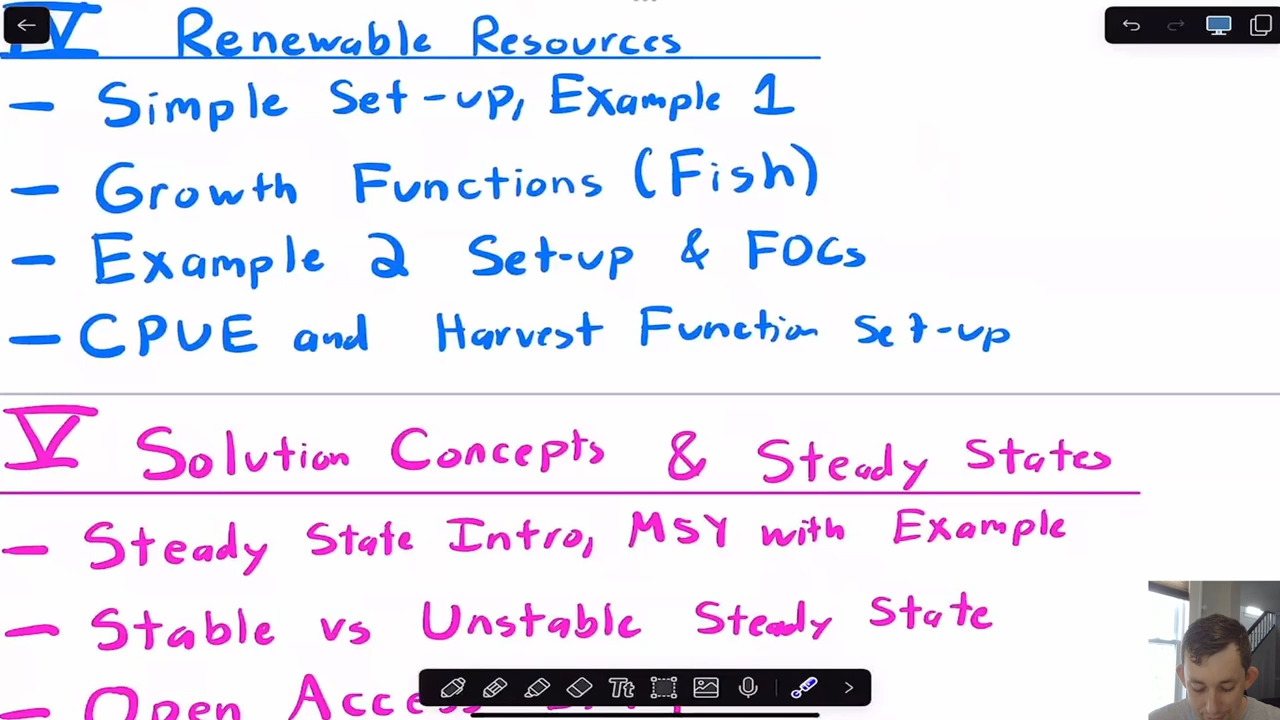 IV Renewable Resources
- Simple Set-up, Example 1
- Growth Functions (Fish)
- Example 2 Set-up & FOCs
- CPUE and Harvest Function Set-up
V Solution Concepts & Steady States
- Steady State Intro, MSY with Example
- Stable vs Unstable Steady State
- Open Access
Tt